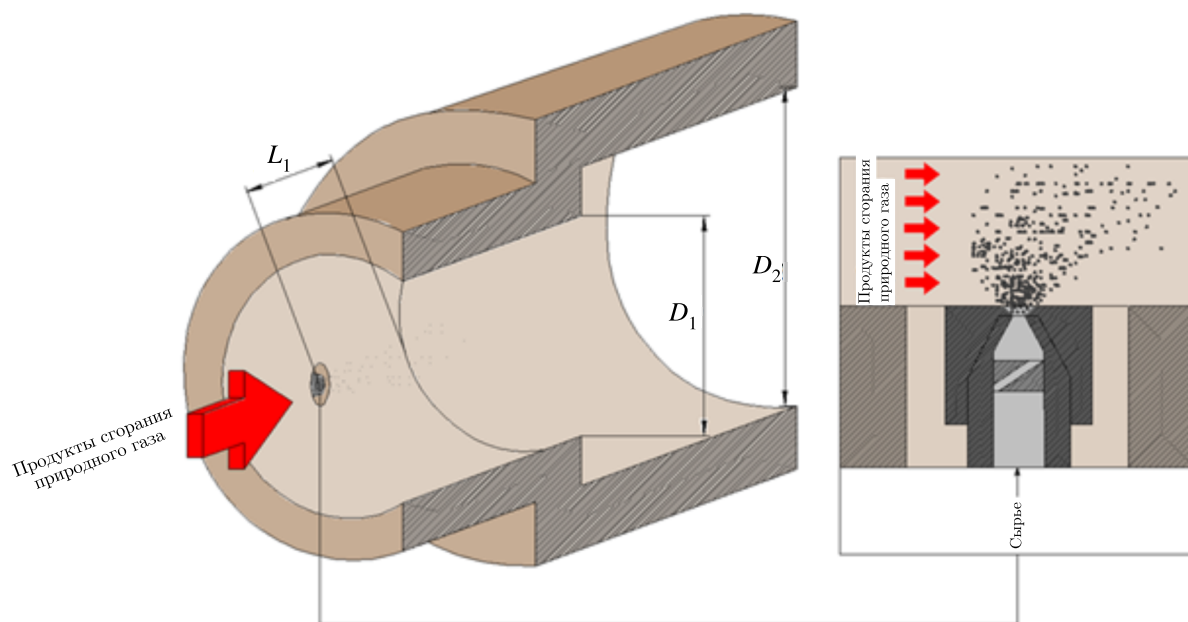 L₁
D₁
D₂
Продукты сгорания
природного газа
Продукты сгорания
природного газа
Сырье